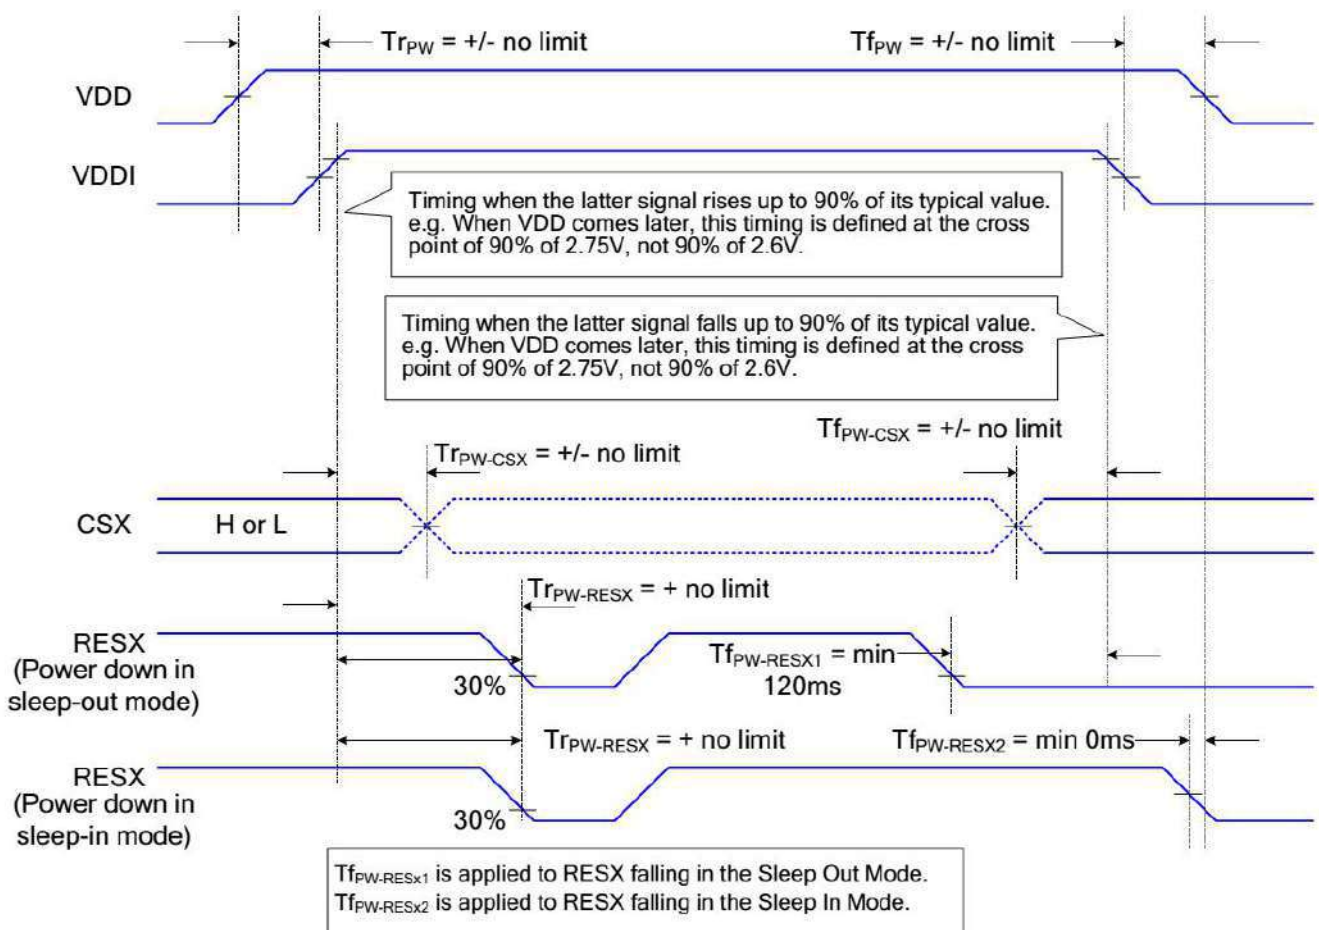 TrPW = +/- no limit
TfPW = +/- no limit
VDD
VDDI
Timing when the latter signal rises up to 90% of its typical value.
e.g. When VDD comes later, this timing is defined at the cross
point of 90% of 2.75V, not 90% of 2.6V.
Timing when the latter signal falls up to 90% of its typical value.
e.g. When VDD comes later, this timing is defined at the cross
point of 90% of 2.75V, not 90% of 2.6V.
TfPW-CSX = +/- no limit
TrPW-CSX = +/- no limit
CSX
H or L
TrPW-RESX = + no limit
RESX
(Power down in
sleep-out mode)
30%
TfPW-RESX1 = min
120ms
TrPW-RESX = + no limit
TfPW-RESX2 = min 0ms
RESX
(Power down in
sleep-in mode)
30%
TfPW-RESx1 is applied to RESX falling in the Sleep Out Mode.
TfPW-RESx2 is applied to RESX falling in the Sleep In Mode.